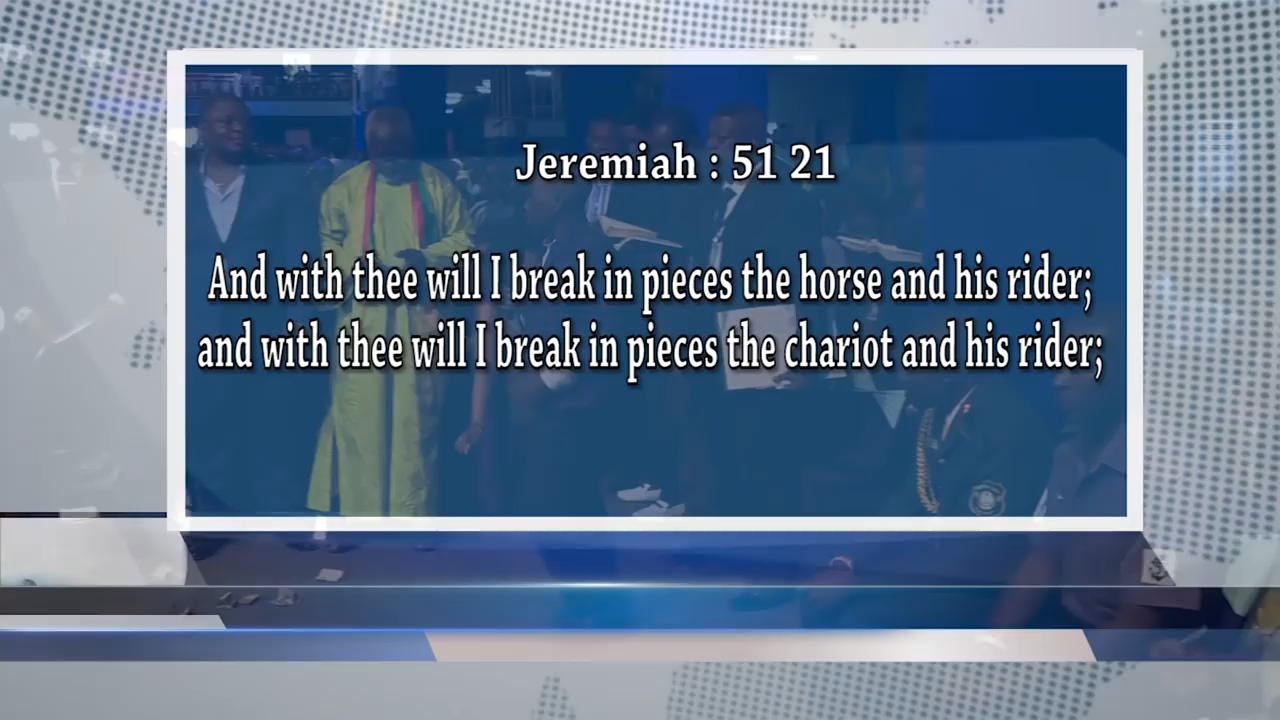 Jeremiah : 51 21
And with thee will I break in pieces the horse and his rider;
and with thee will I break in pieces the chariot and his rider;